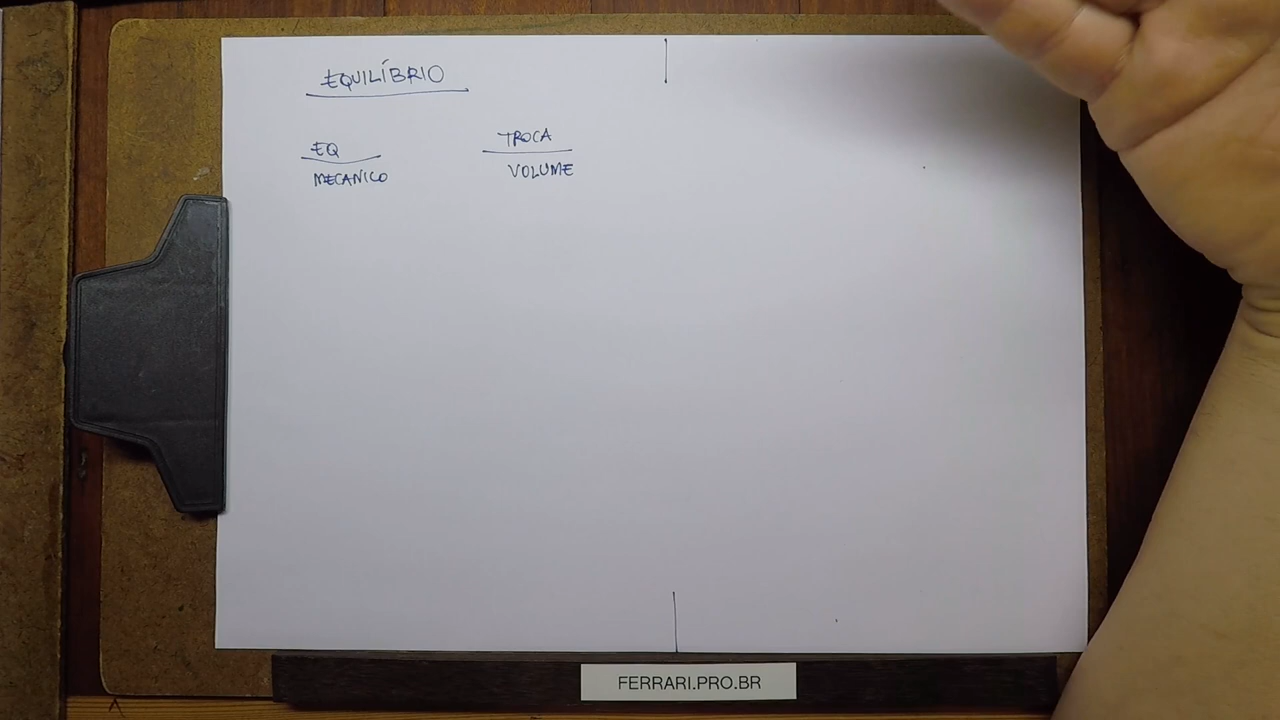 EQUILÍBRIO
EQ
MECANICO
TROCA
VOLUME
FERRARI.PRO.BR